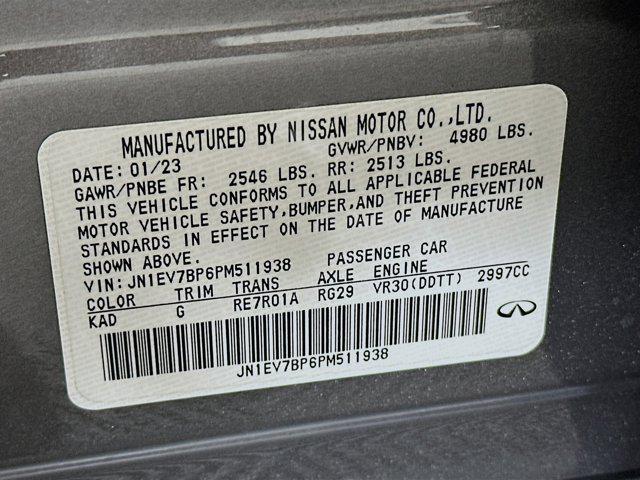 MANUFACTURED BY NISSAN MOTOR CO.,LTD.
DATE: 01/23 GVWR/PNBV: 4980 LBS.
GAWR/PNBE FR: 2546 LBS. RR: 2513 LBS.
THIS VEHICLE CONFORMS TO ALL APPLICABLE FEDERAL
MOTOR VEHICLE SAFETY,BUMPER,AND THEFT PREVENTION
STANDARDS IN EFFECT ON THE DATE OF MANUFACTURE
SHOWN ABOVE.
VIN: JN1EV7BP6PM511938 PASSENGER CAR
COLOR TRIM TRANS AXLE ENGINE
KAD G RE7R01A RG29 VR30(DDTT) 2997CC
JN1EV7BP6PM511938